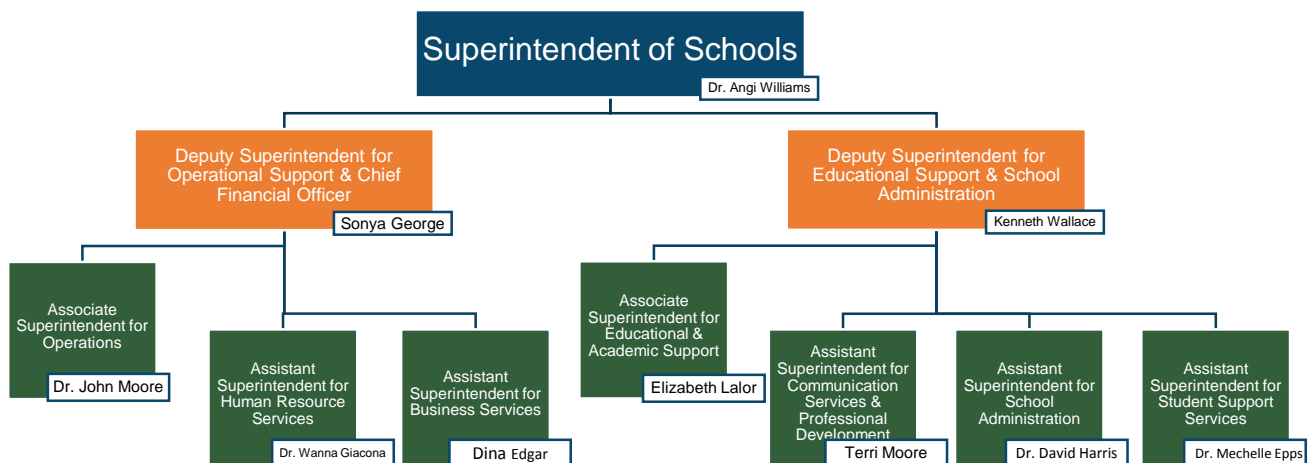 Superintendent of Schools
Dr. Angi Williams
Deputy Superintendent for
Operational Support & Chief
Financial Officer
Sonya George
Deputy Superintendent for
Educational Support & School
Administration
Kenneth Wallace
Associate
Superintendent for
Operations
Dr. John Moore
Assistant
Superintendent for
Human Resource
Services
Dr. Wanna Giacona
Assistant
Superintendent for
Business Services
Dina Edgar
Associate
Superintendent for
Educational &
Academic Support
Elizabeth Lalor
Assistant
Superintendent for
Communication
Services &
Professional
Development
Terri Moore
Assistant
Superintendent for
School
Administration
Dr. David Harris
Assistant
Superintendent for
Student Support
Services
Dr. Mechelle Epps